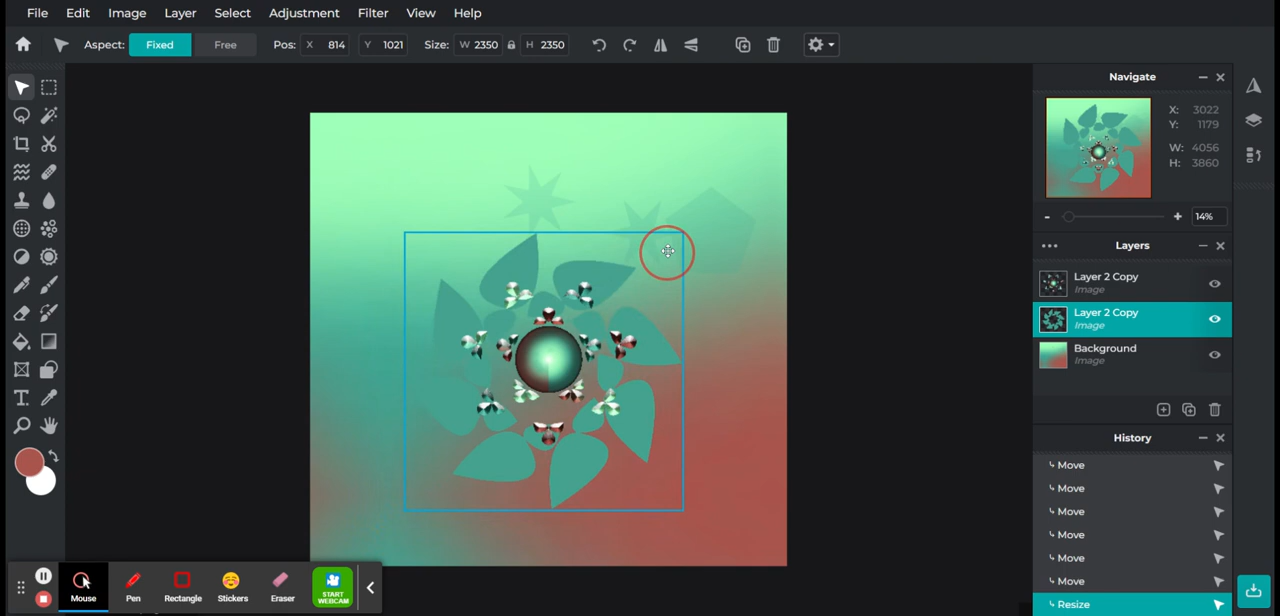 File Edit Image Layer Select Adjustment Filter View Help
Aspect: Fixed Free Pos: X 814 Y 1021 Size: W 2350 H 2350
Navigate
X: 3022
Y: 1179
W: 4056
H: 3860
- + 14%
Layers
Layer 2 Copy
Image
Layer 2 Copy
Image
Background
Image
History
Move
Move
Move
Move
Move
Move
Resize
T
Mouse Pen Rectangle Stickers Eraser START WEBCAM